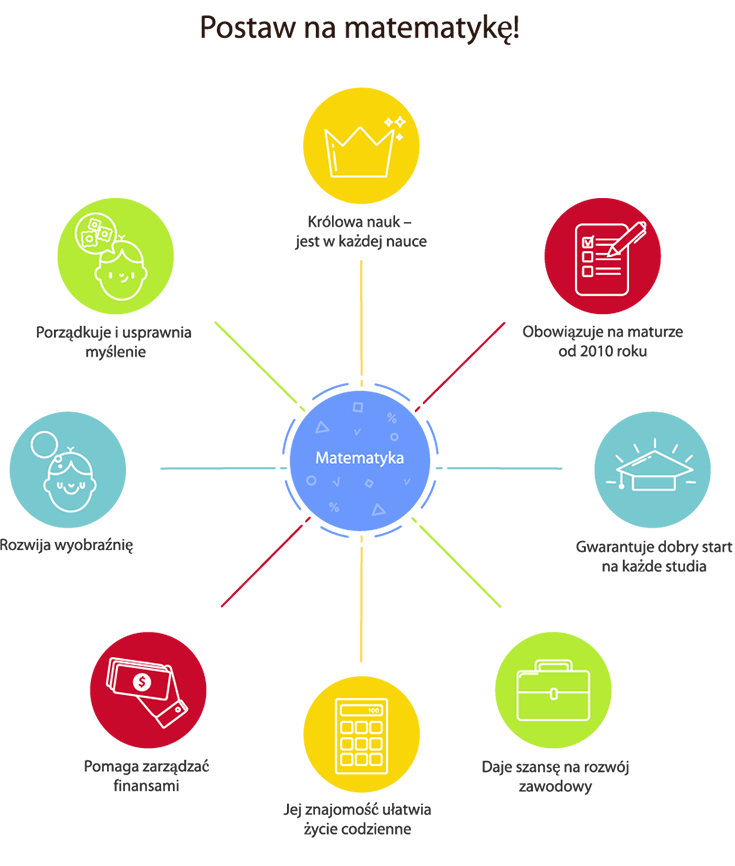 Postaw na matematykę!
Królowa nauk –
jest w każdej nauce
Obowiązuje na maturze
od 2010 roku
Gwarantuje dobry start
na każde studia
Daje szansę na rozwój
zawodowy
Jej znajomość ułatwia
życie codzienne
Pomaga zarządzać
finansami
Rozwija wyobraźnię
Porządkuje i usprawnia
myślenie
Matematyka
%
%
$